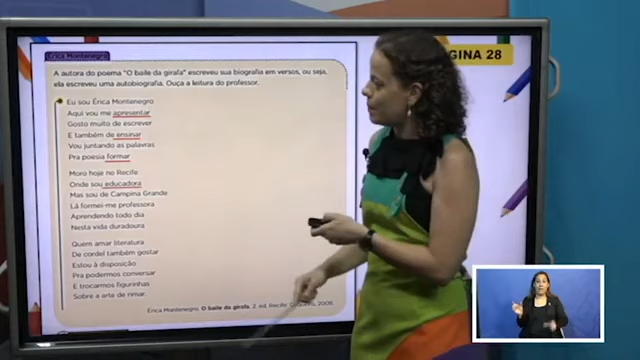 Érica Montenegro
PÁGINA 28
A autora do poema "O baile da girafa" escreveu sua biografia em versos, ou seja,
ela escreveu uma autobiografia. Ouça a leitura do professor.
Eu sou Érica Montenegro
Aqui vou me apresentar
Gosto muito de escrever
E também de ensinar
Vou juntando as palavras
Pra poesia formar
Moro hoje no Recife
Onde sou educadora
Mas sou de Campina Grande
Lá formei-me professora
Aprendendo todo dia
Nesta vida duradoura
Quem amar literatura
De cordel também gostar
Estou à disposição
Pra podermos conversar
E trocarmos figurinhas
Sobre a arte de rimar.
Érica Montenegro. O baile da girafa. 2. ed. Recife: 2008.